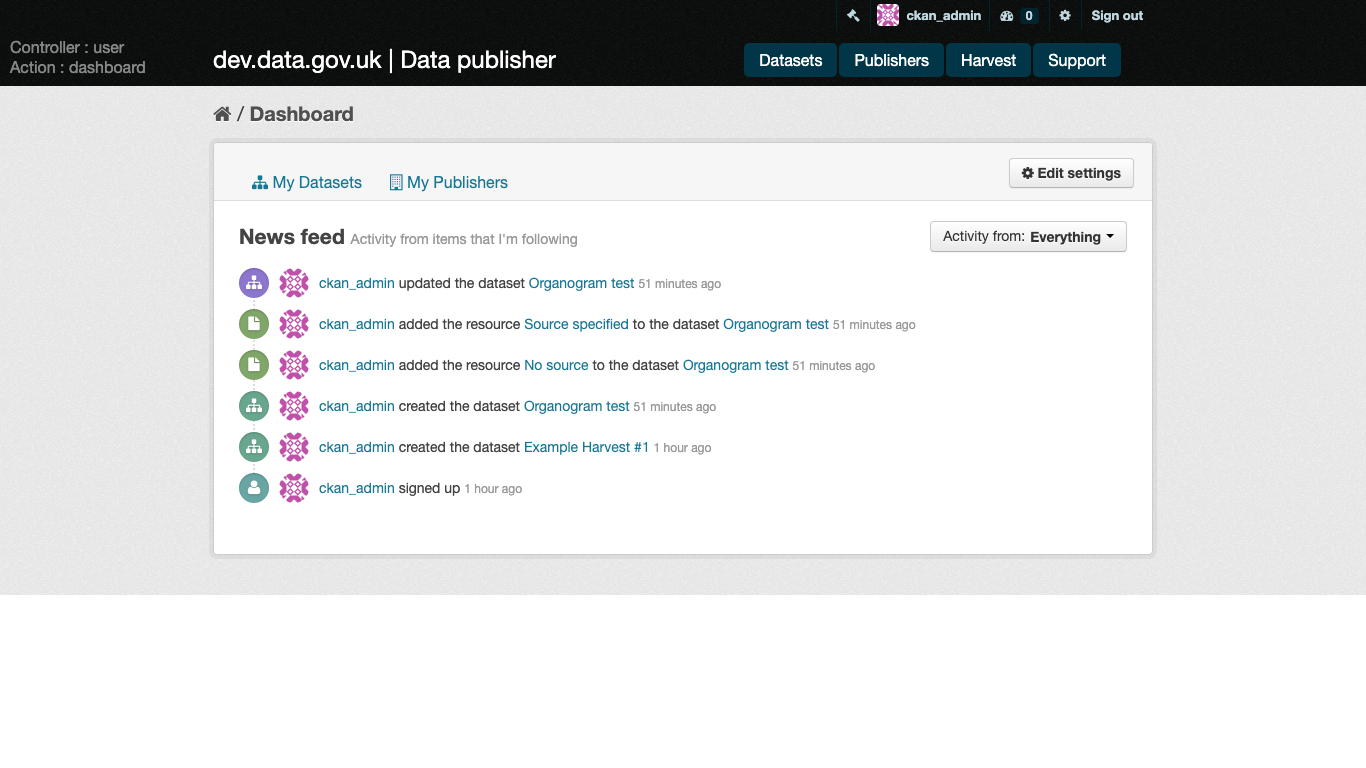 ckan_admin 0 Sign out
Controller : user
Action : dashboard
dev.data.gov.uk | Data publisher
Datasets Publishers Harvest Support
/ Dashboard
My Datasets My Publishers Edit settings
News feed Activity from items that I'm following Activity from: Everything
ckan_admin updated the dataset Organogram test 51 minutes ago
ckan_admin added the resource Source specified to the dataset Organogram test 51 minutes ago
ckan_admin added the resource No source to the dataset Organogram test 51 minutes ago
ckan_admin created the dataset Organogram test 51 minutes ago
ckan_admin created the dataset Example Harvest #1 1 hour ago
ckan_admin signed up 1 hour ago